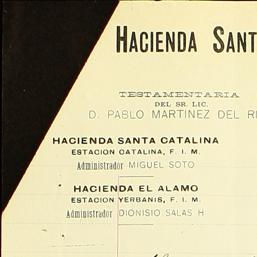 HACIENDA SANT
TESTAMENTARIA
DEL SR. LIC.
D. PABLO MARTINEZ DEL RI
HACIENDA SANTA CATALINA
ESTACION CATALINA, F. I. M.
Administrador MIGUEL SOTO
HACIENDA EL ALAMO
ESTACION YERBANIS, F. I. M.
Administrador DIONISIO SALAS H